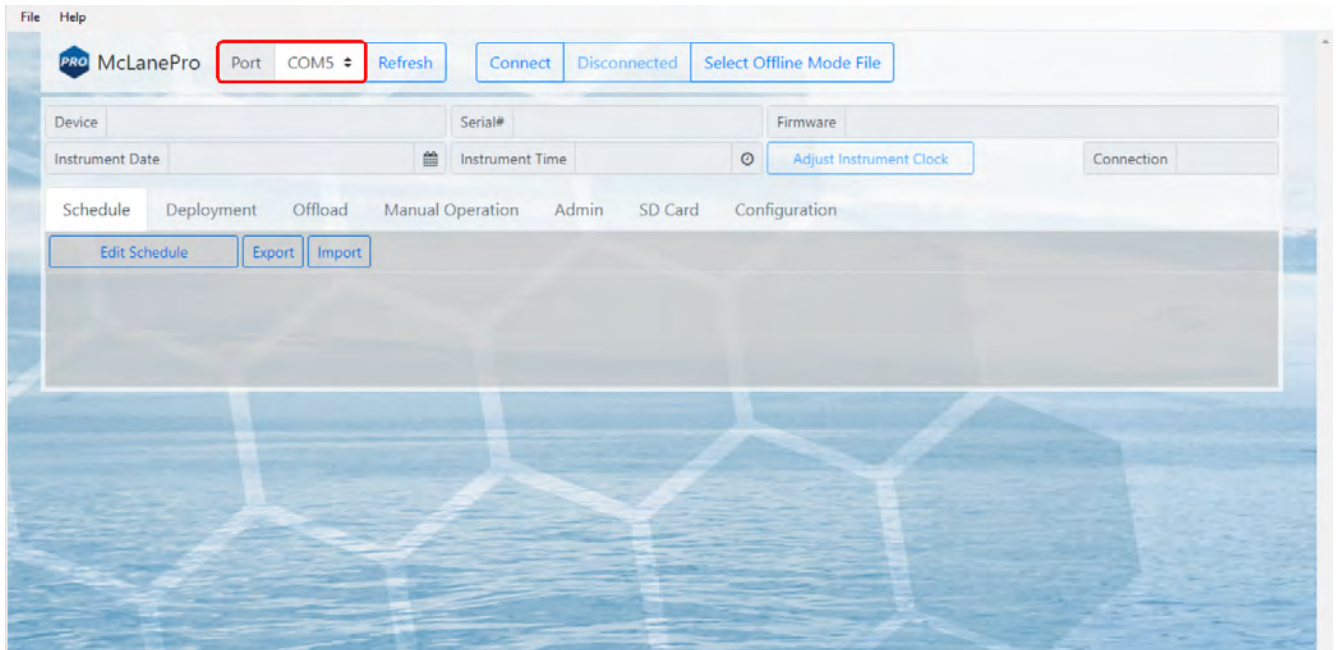 File Help
PRO McLanePro Port COM5 Refresh Connect Disconnected Select Offline Mode File
Device Serial# Firmware
Instrument Date Instrument Time Adjust Instrument Clock Connection
Schedule Deployment Offload Manual Operation Admin SD Card Configuration
Edit Schedule Export Import